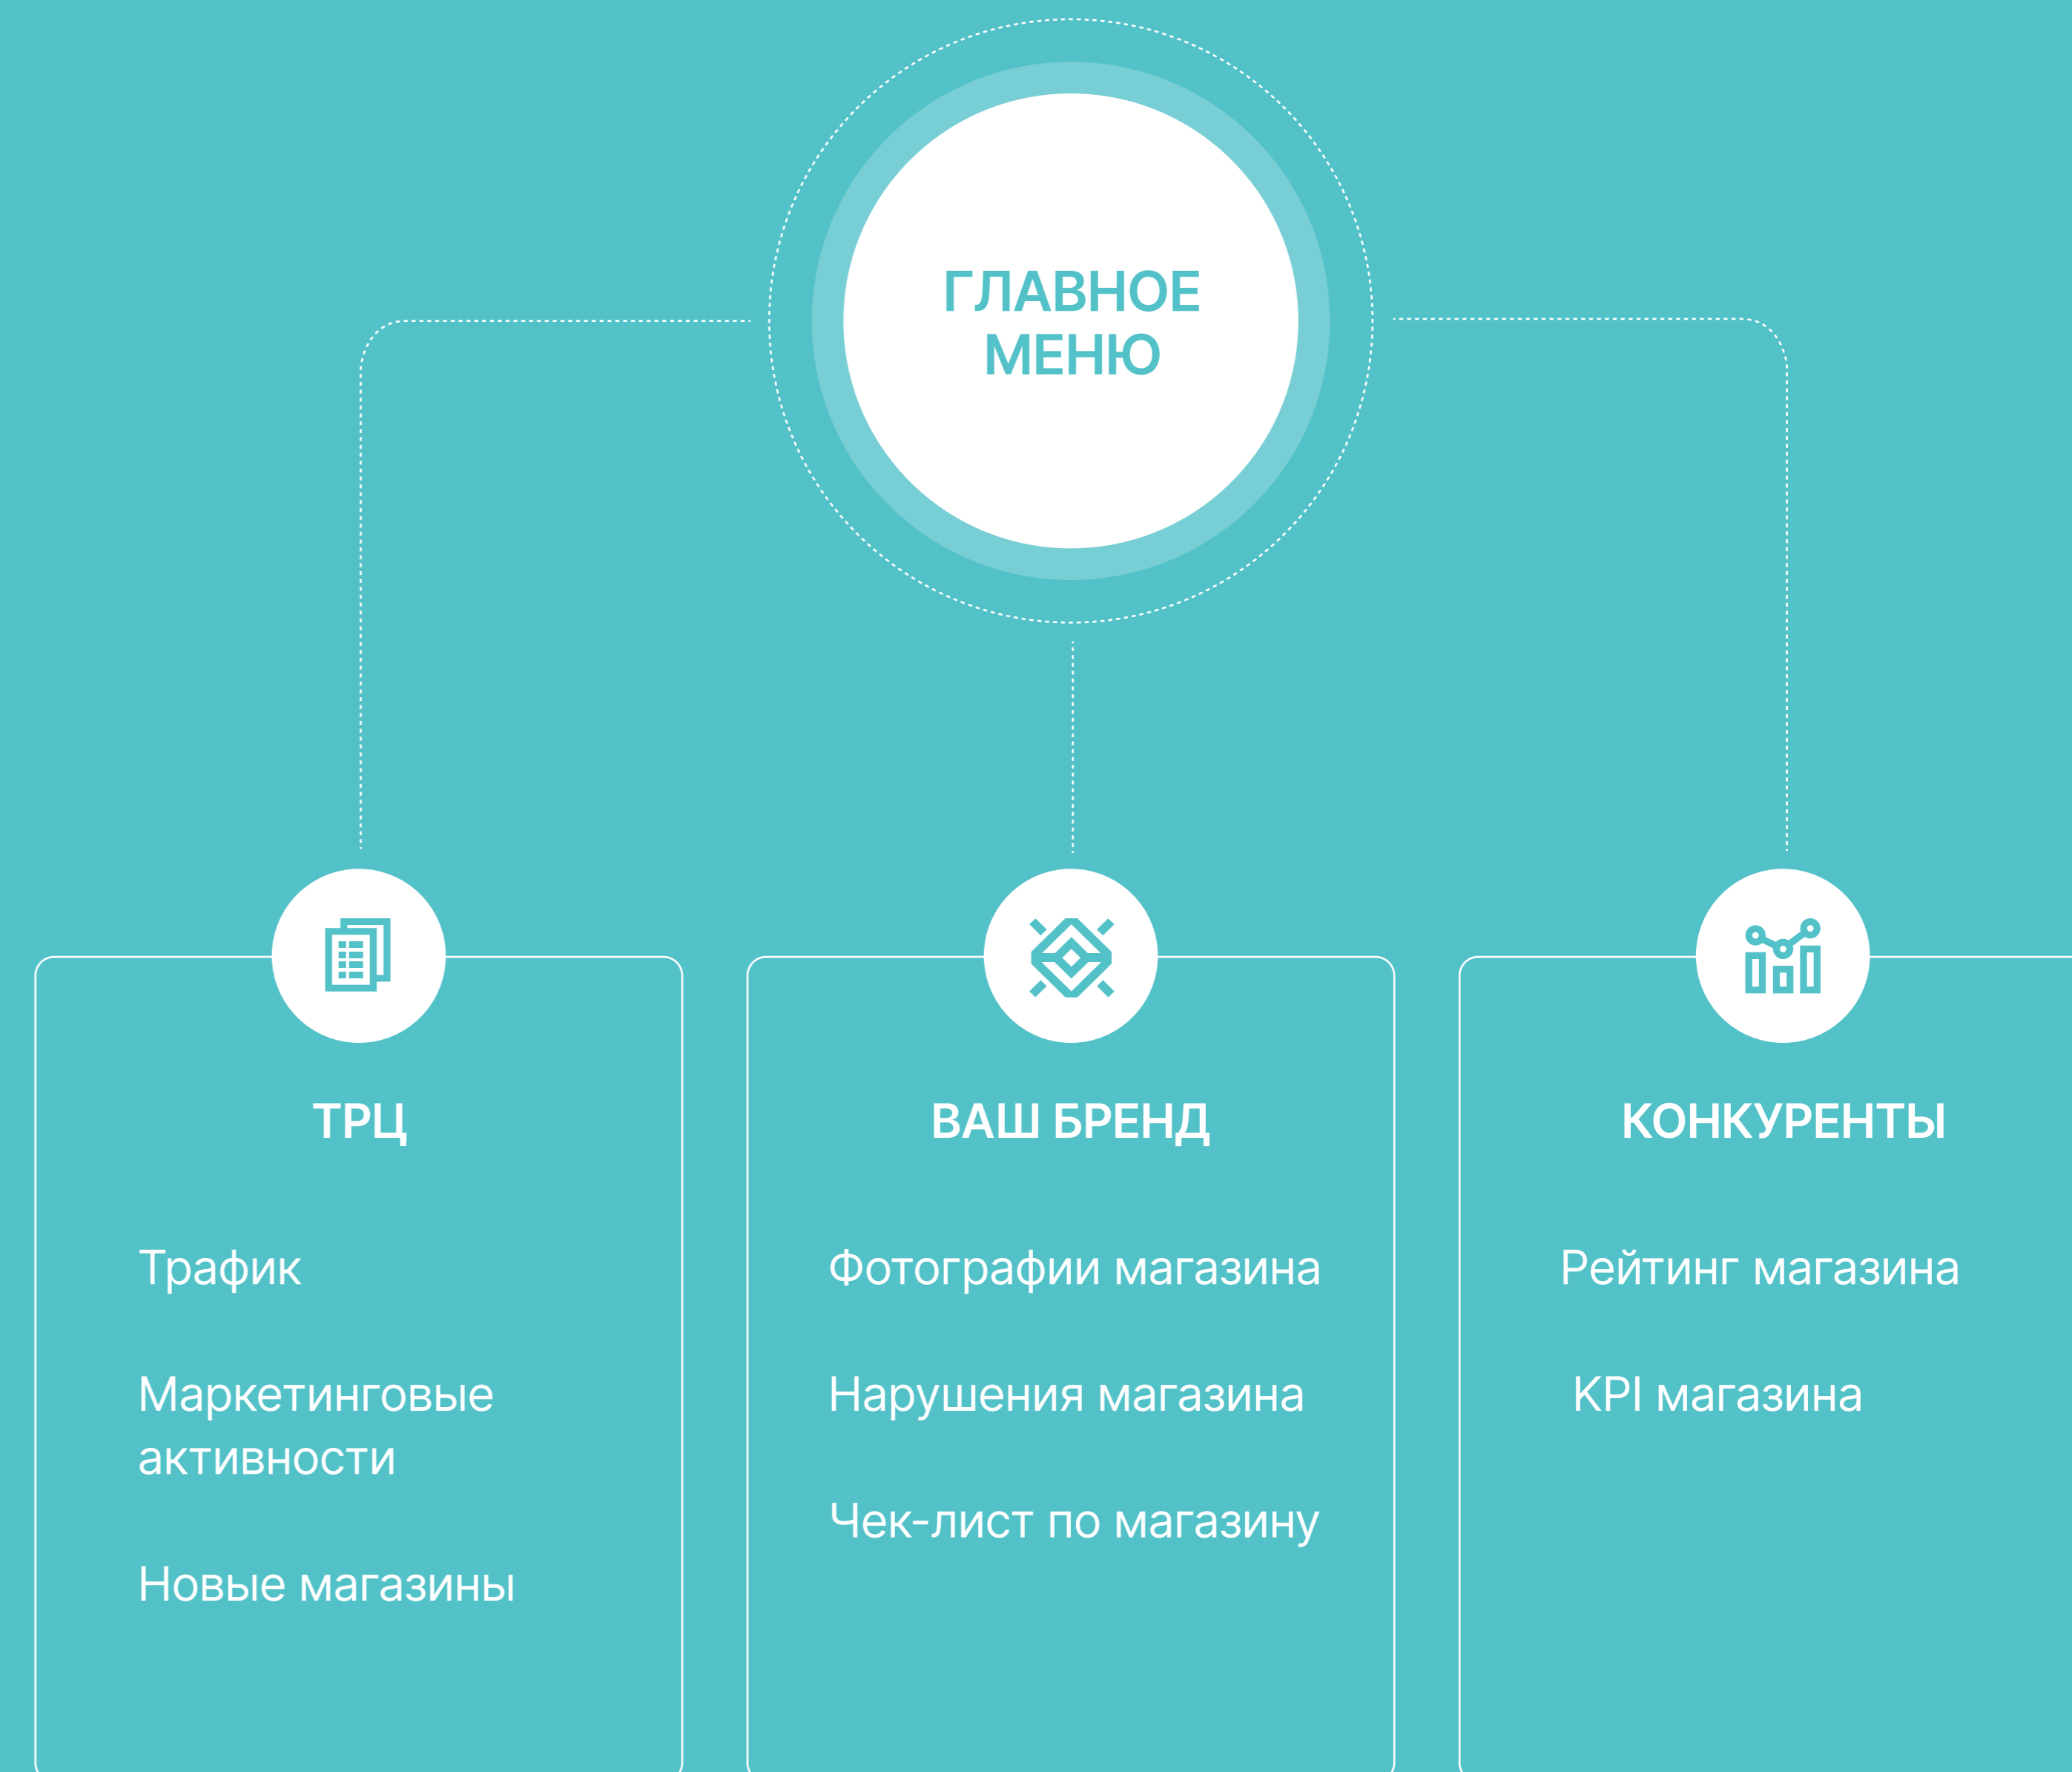 ГЛАВНОЕ
МЕНЮ
ТРЦ
Трафик
Маркетинговые
активности
Новые магазины
ВАШ БРЕНД
Фотографии магазина
Нарушения магазина
Чек-лист по магазину
КОНКУРЕНТЫ
Рейтинг магазина
KPI магазина